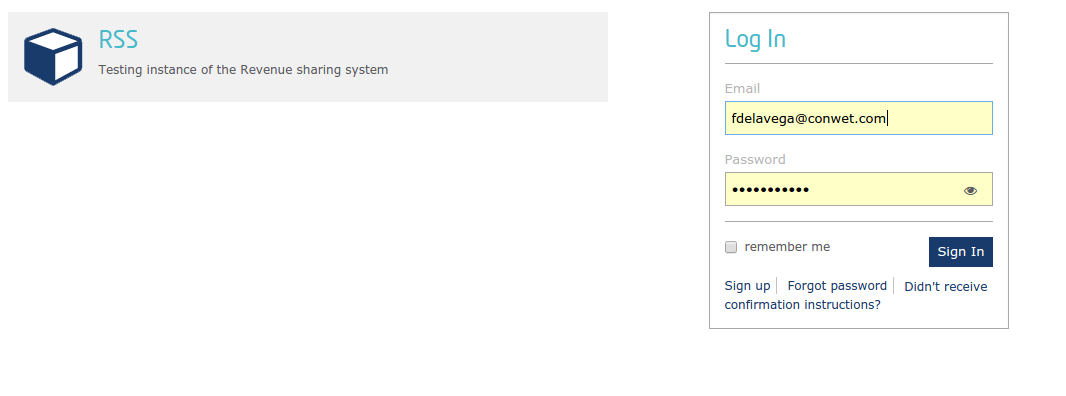 RSS
Testing instance of the Revenue sharing system
Log In
Email
fdelavega@conwet.com
Password
•••••••••••
remember me
Sign In
Sign up
Forgot password
Didn't receive
confirmation instructions?